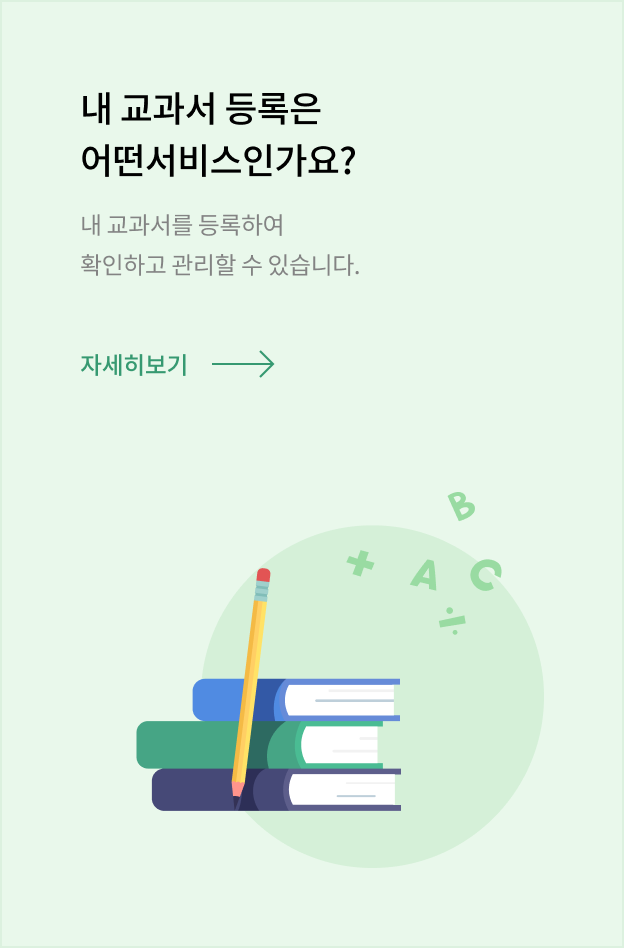 내 교과서 등록은
어떤서비스인가요?
내 교과서를 등록하여
확인하고 관리할 수 있습니다.
자세히보기
B
A C